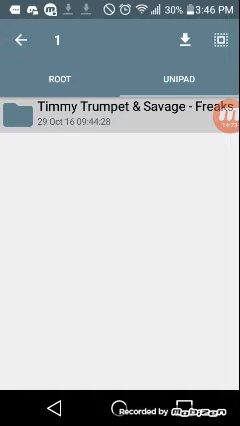 30% 3:46 PM
1
ROOT
UNIPAD
Timmy Trumpet & Savage - Freaks
29 Oct 16 09:44:28
Recorded by mobizen